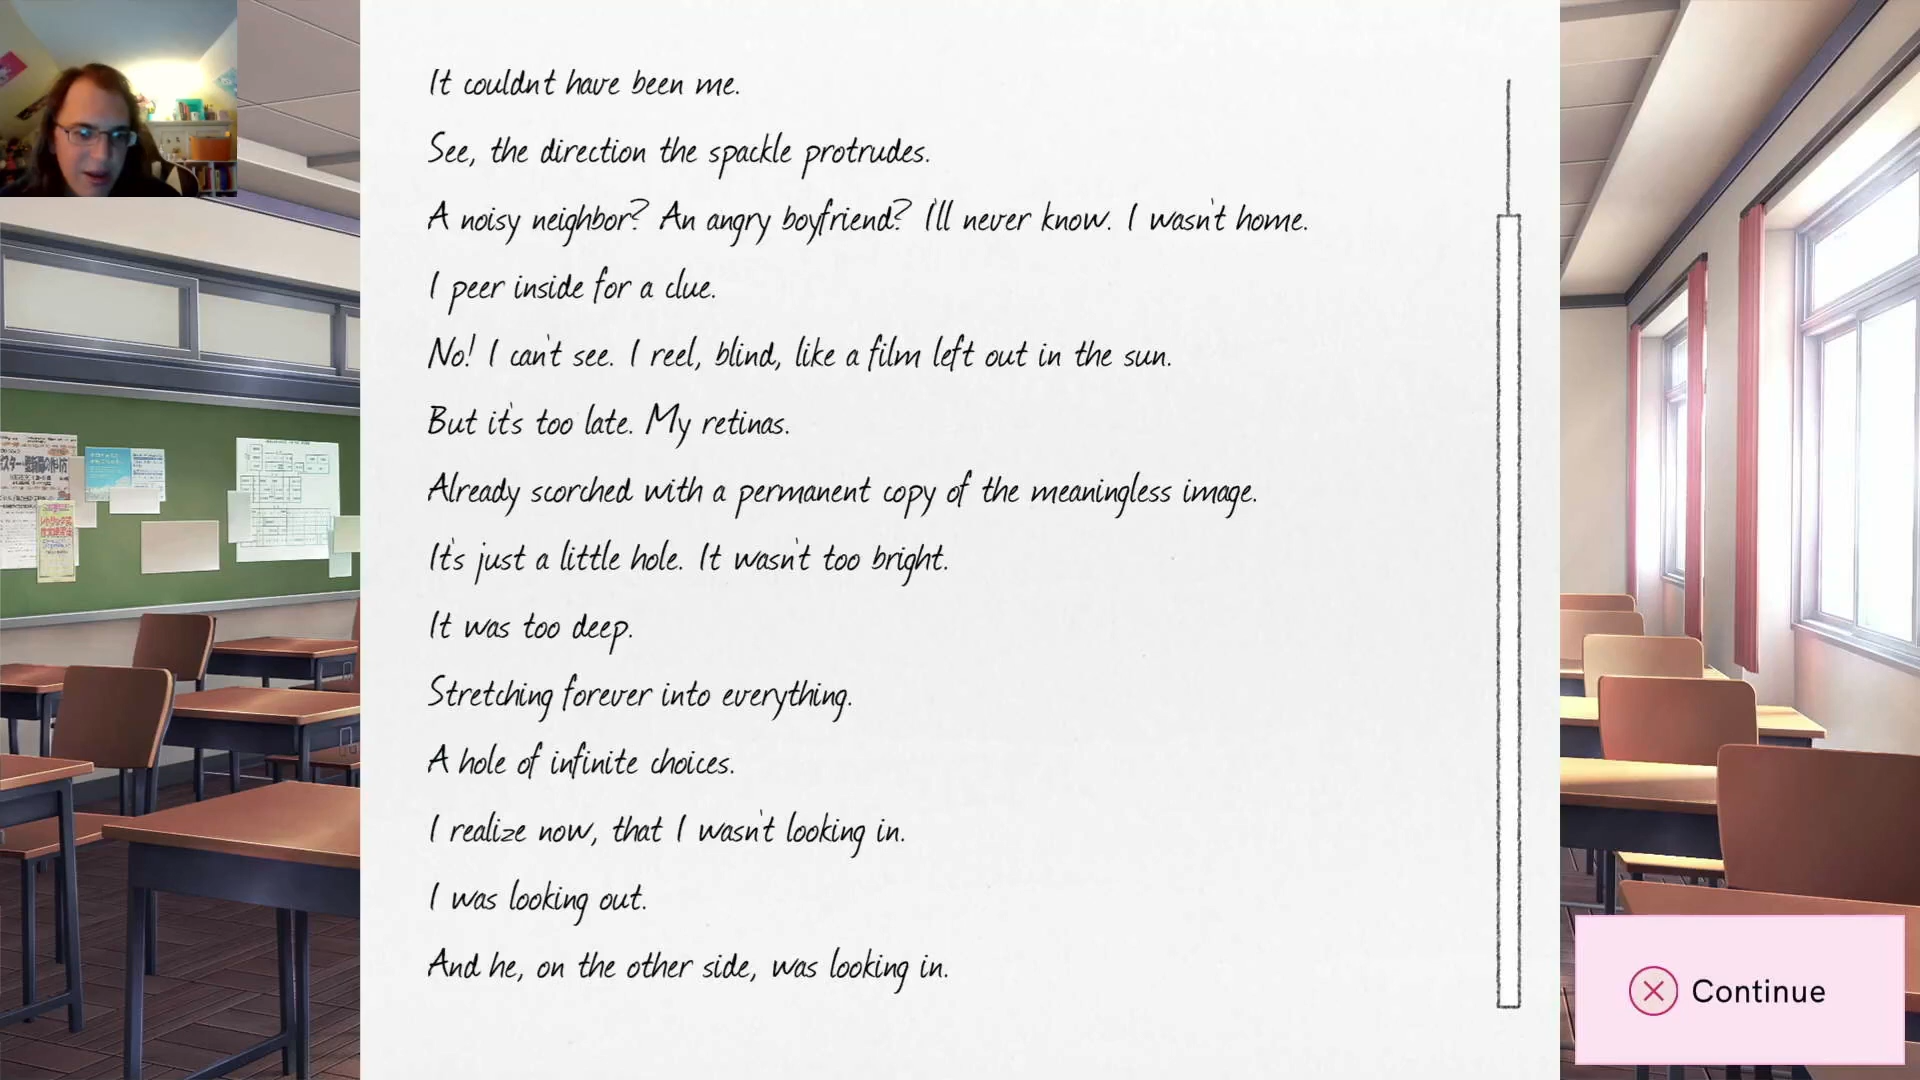 It couldnt have been me.
See, the direction the spackle protrudes.
A noisy neighbor? An angry boyfriend? I'll never know. I wasn't home.
I peer inside for a clue.
No! I can't see. I reel, blind, like a film left out in the sun.
But it's too late. My retinas.
Already scorched with a permanent copy of the meaningless image.
It's just a little hole. It wasn't too bright.
It was too deep.
Stretching forever into everything.
A hole of infinite choices.
I realize now, that I wasn't looking in.
I was looking out.
And he, on the other side, was looking in.
Continue